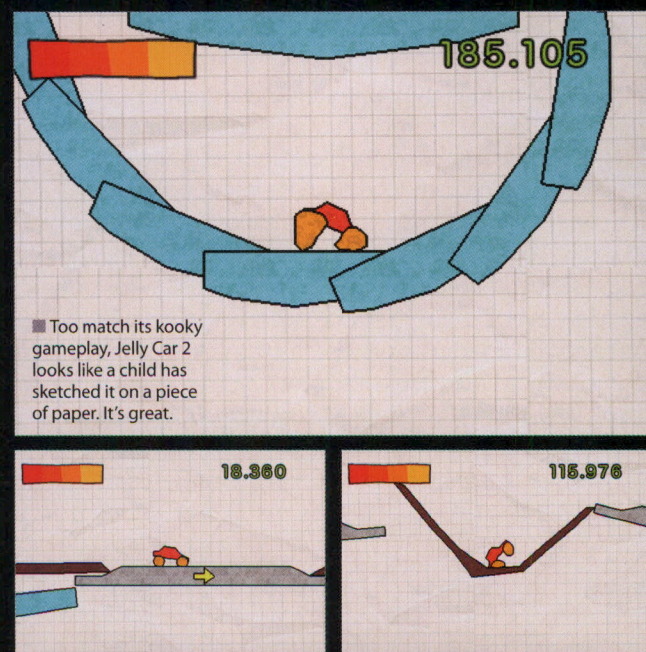 185.105
Too match its kooky
gameplay, Jelly Car 2
looks like a child has
sketched it on a piece
of paper. It's great.
18.360
115.976